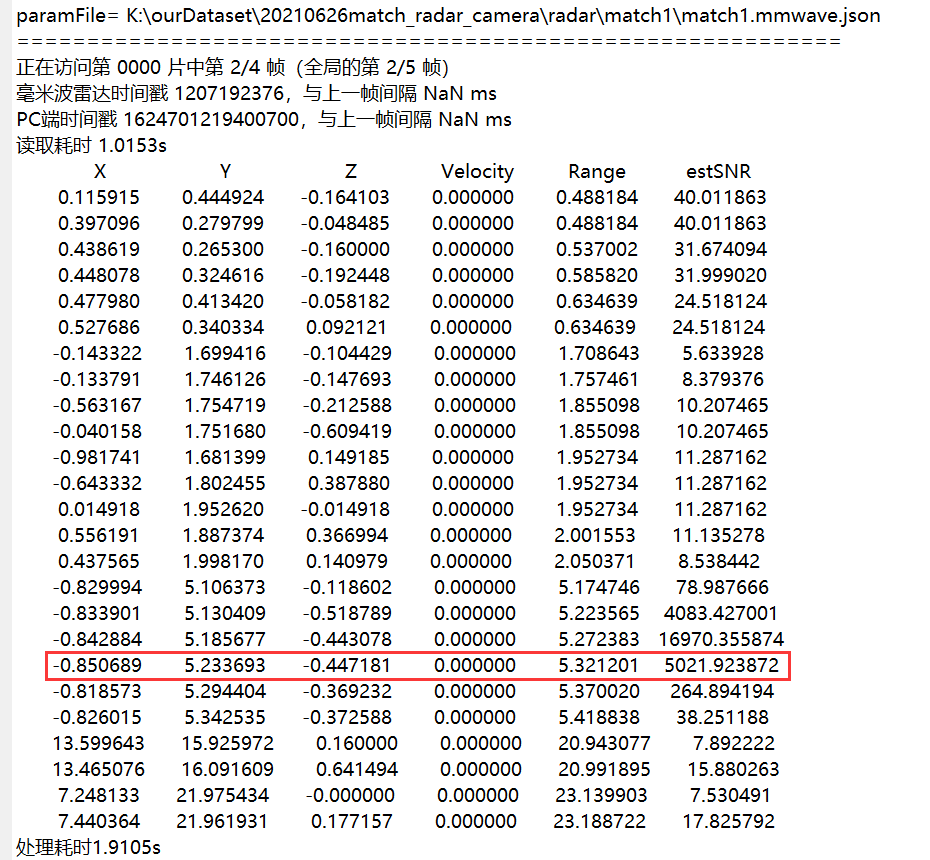 paramFile= K:\ourDataset\20210626match_radar_camera\radar\match1\match1.mmwave.json
===============================================================
正在访问第 0000 片中第 2/4 帧（全局的第 2/5 帧）
毫米波雷达时间戳 1207192376，与上一帧间隔 NaN ms
PC端时间戳 1624701219400700，与上一帧间隔 NaN ms
读取耗时 1.0153s
X Y Z Velocity Range estSNR
0.115915 0.444924 -0.164103 0.000000 0.488184 40.011863
0.397096 0.279799 -0.048485 0.000000 0.488184 40.011863
0.438619 0.265300 -0.160000 0.000000 0.537002 31.674094
0.448078 0.324616 -0.192448 0.000000 0.585820 31.999020
0.477980 0.413420 -0.058182 0.000000 0.634639 24.518124
0.527686 0.340334 0.092121 0.000000 0.634639 24.518124
-0.143322 1.699416 -0.104429 0.000000 1.708643 5.633928
-0.133791 1.746126 -0.147693 0.000000 1.757461 8.379376
-0.563167 1.754719 -0.212588 0.000000 1.855098 10.207465
-0.040158 1.751680 -0.609419 0.000000 1.855098 10.207465
-0.981741 1.681399 0.149185 0.000000 1.952734 11.287162
-0.643332 1.802455 0.387880 0.000000 1.952734 11.287162
0.014918 1.952620 -0.014918 0.000000 1.952734 11.287162
0.556191 1.887374 0.366994 0.000000 2.001553 11.135278
0.437565 1.998170 0.140979 0.000000 2.050371 8.538442
-0.829994 5.106373 -0.118602 0.000000 5.174746 78.987666
-0.833901 5.130409 -0.518789 0.000000 5.223565 4083.427001
-0.842884 5.185677 -0.443078 0.000000 5.272383 16970.355874
-0.850689 5.233693 -0.447181 0.000000 5.321201 5021.923872
-0.818573 5.294404 -0.369232 0.000000 5.370020 264.894194
-0.826015 5.342535 -0.372588 0.000000 5.418838 38.251188
13.599643 15.925972 0.160000 0.000000 20.943077 7.892222
13.465076 16.091609 0.641494 0.000000 20.991895 15.880263
7.248133 21.975434 -0.000000 0.000000 23.139903 7.530491
7.440364 21.961931 0.177157 0.000000 23.188722 17.825792
处理耗时1.9105s